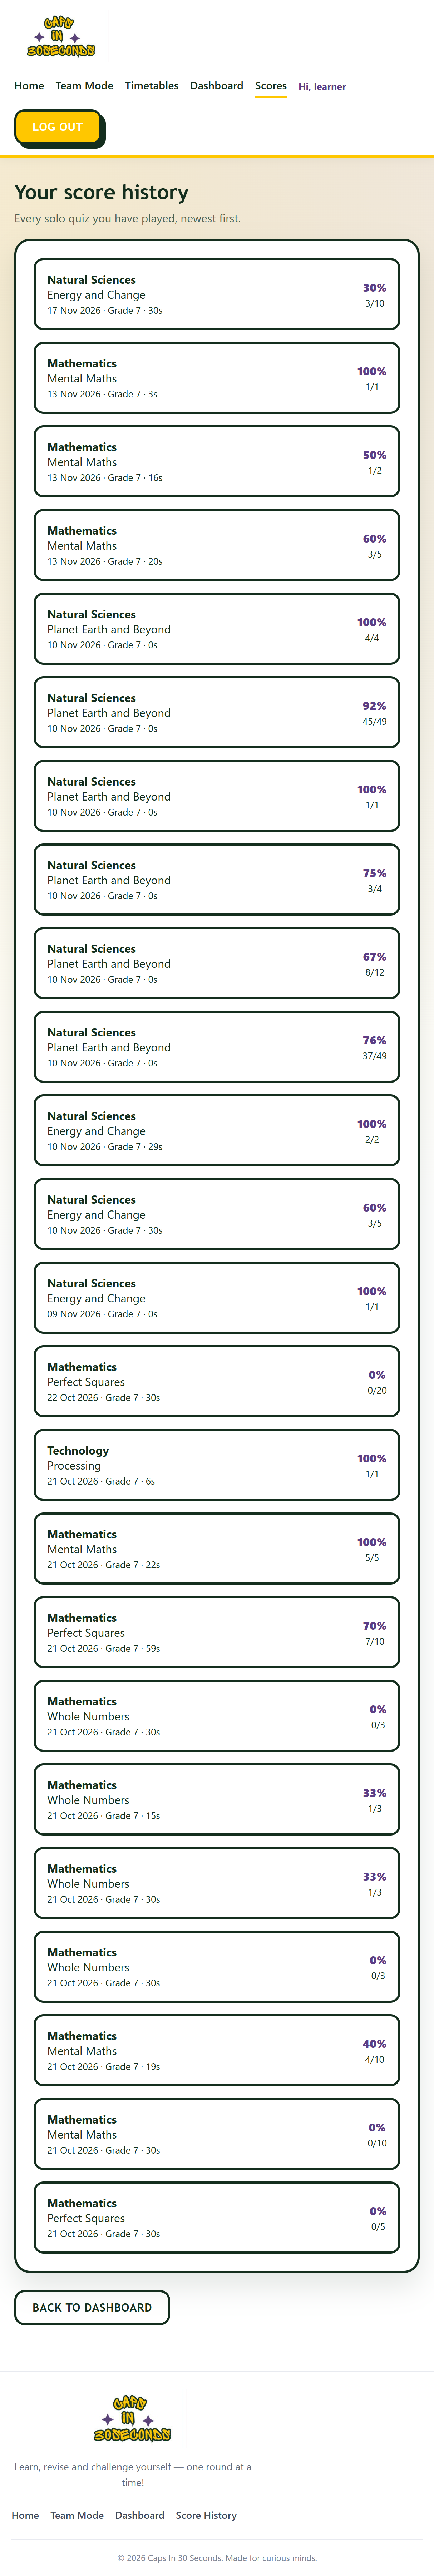 CAPS
IN
30SECONDS
Home Team Mode Timetables Dashboard Scores Hi, learner
LOG OUT
Your score history
Every solo quiz you have played, newest first.
Natural Sciences
Energy and Change
17 Nov 2026 · Grade 7 · 30s
30%
3/10
Mathematics
Mental Maths
13 Nov 2026 · Grade 7 · 3s
100%
1/1
Mathematics
Mental Maths
13 Nov 2026 · Grade 7 · 16s
50%
1/2
Mathematics
Mental Maths
13 Nov 2026 · Grade 7 · 20s
60%
3/5
Natural Sciences
Planet Earth and Beyond
10 Nov 2026 · Grade 7 · 0s
100%
4/4
Natural Sciences
Planet Earth and Beyond
10 Nov 2026 · Grade 7 · 0s
92%
45/49
Natural Sciences
Planet Earth and Beyond
10 Nov 2026 · Grade 7 · 0s
100%
1/1
Natural Sciences
Planet Earth and Beyond
10 Nov 2026 · Grade 7 · 0s
75%
3/4
Natural Sciences
Planet Earth and Beyond
10 Nov 2026 · Grade 7 · 0s
67%
8/12
Natural Sciences
Planet Earth and Beyond
10 Nov 2026 · Grade 7 · 0s
76%
37/49
Natural Sciences
Energy and Change
10 Nov 2026 · Grade 7 · 29s
100%
2/2
Natural Sciences
Energy and Change
10 Nov 2026 · Grade 7 · 30s
60%
3/5
Natural Sciences
Energy and Change
09 Nov 2026 · Grade 7 · 0s
100%
1/1
Mathematics
Perfect Squares
22 Oct 2026 · Grade 7 · 30s
0%
0/20
Technology
Processing
21 Oct 2026 · Grade 7 · 6s
100%
1/1
Mathematics
Mental Maths
21 Oct 2026 · Grade 7 · 22s
100%
5/5
Mathematics
Perfect Squares
21 Oct 2026 · Grade 7 · 59s
70%
7/10
Mathematics
Whole Numbers
21 Oct 2026 · Grade 7 · 30s
0%
0/3
Mathematics
Whole Numbers
21 Oct 2026 · Grade 7 · 15s
33%
1/3
Mathematics
Whole Numbers
21 Oct 2026 · Grade 7 · 30s
33%
1/3
Mathematics
Whole Numbers
21 Oct 2026 · Grade 7 · 30s
0%
0/3
Mathematics
Mental Maths
21 Oct 2026 · Grade 7 · 19s
40%
4/10
Mathematics
Mental Maths
21 Oct 2026 · Grade 7 · 30s
0%
0/10
Mathematics
Perfect Squares
21 Oct 2026 · Grade 7 · 30s
0%
0/5
BACK TO DASHBOARD
CAPS
IN
30SECONDS
Learn, revise and challenge yourself — one round at a
time!
Home Team Mode Dashboard Score History
© 2026 Caps In 30 Seconds. Made for curious minds.